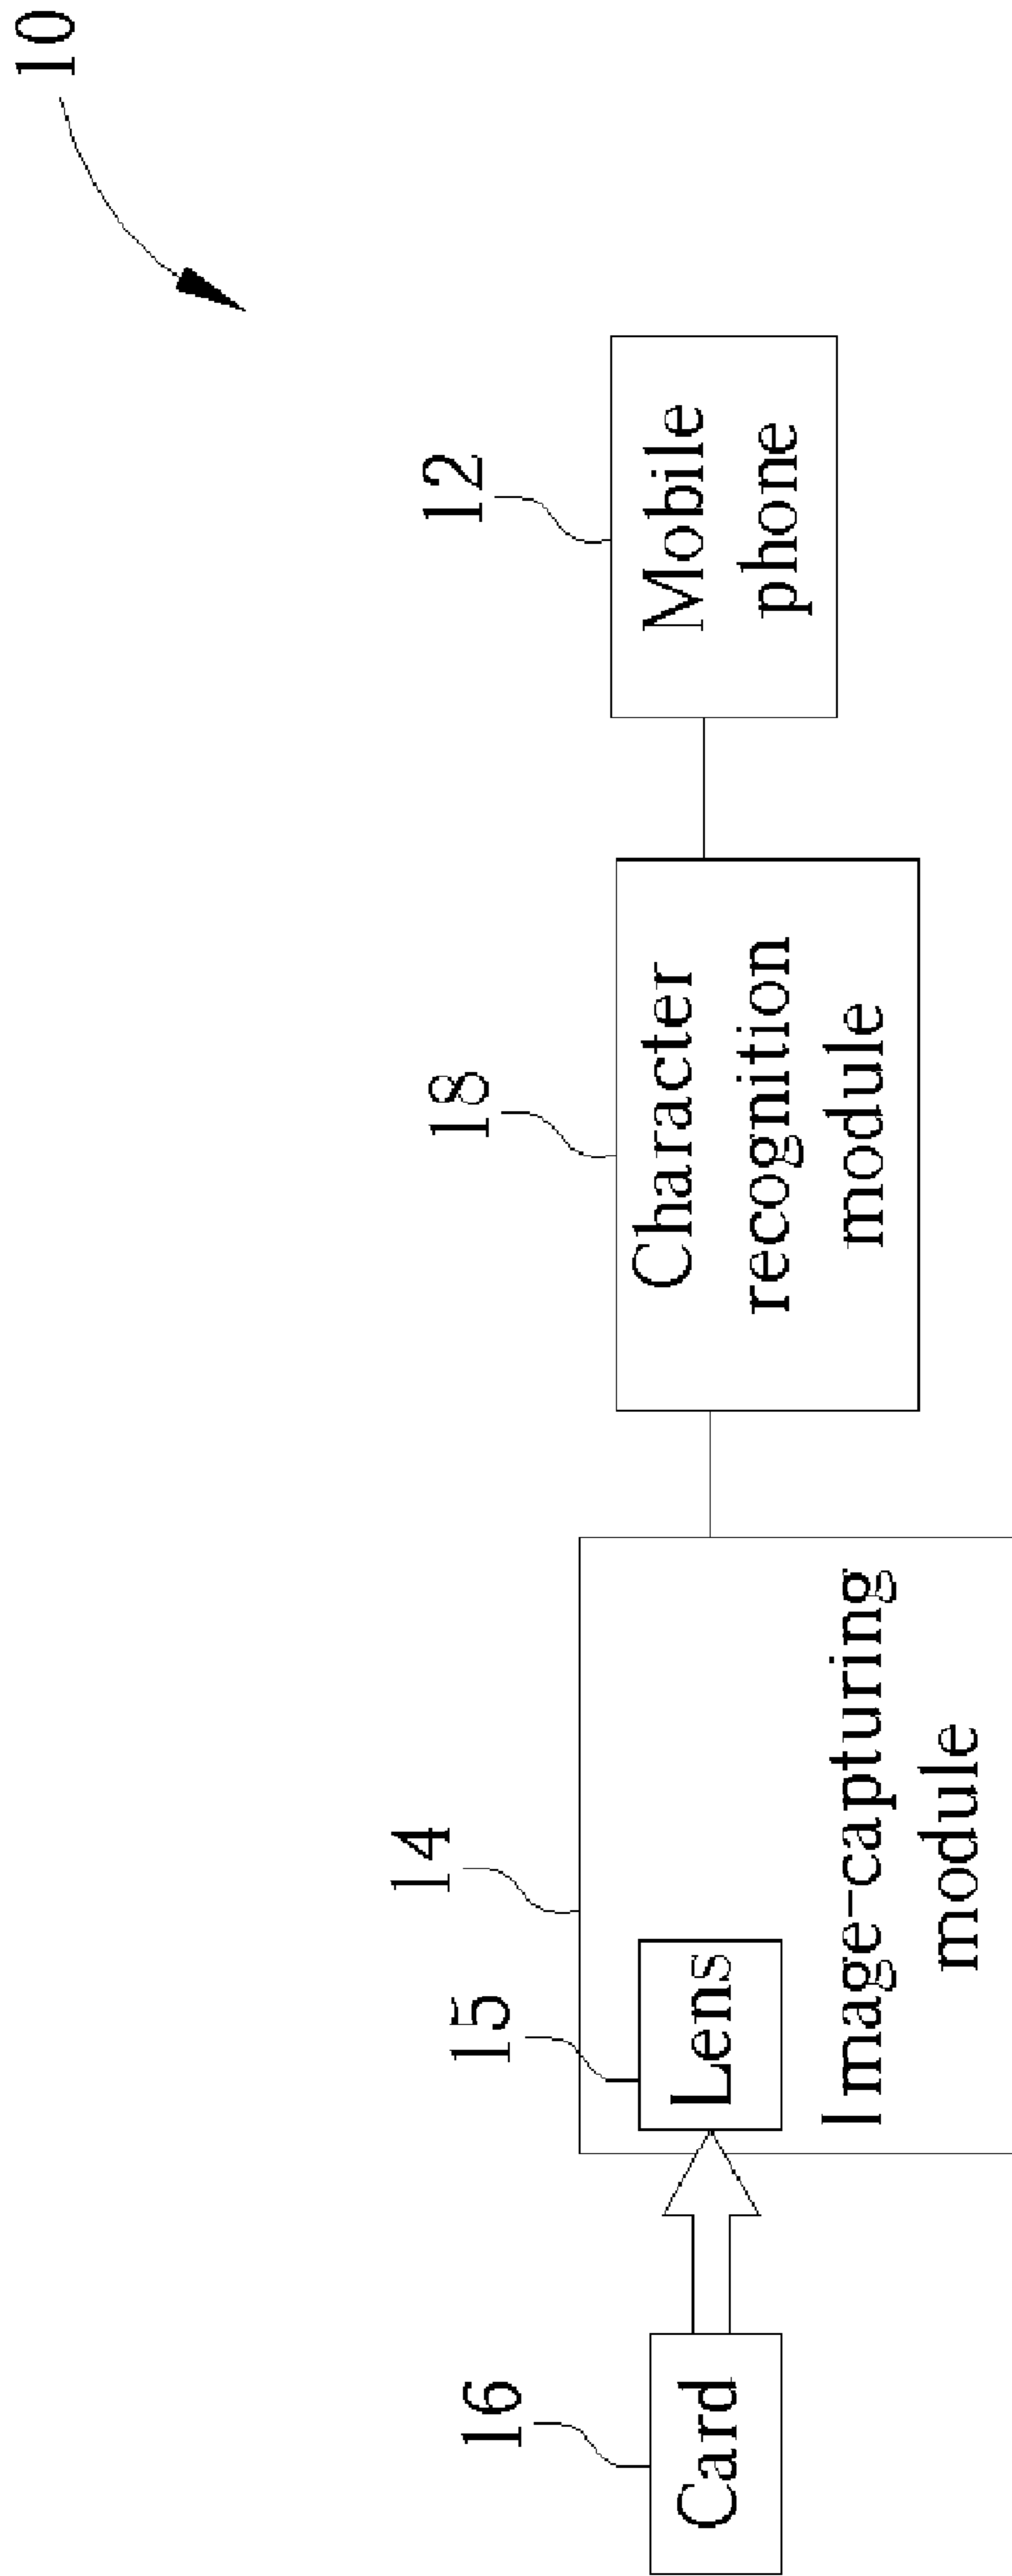 10
16
Card
15
Lens
14
Image-capturing
module
18
Character
recognition
module
12
Mobile
phone